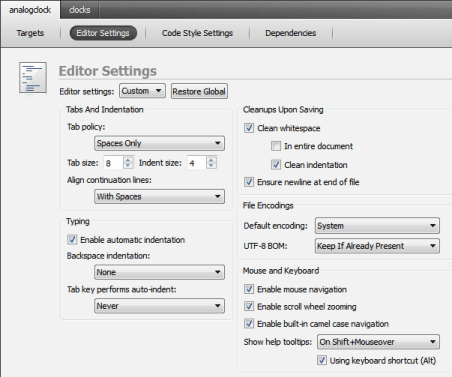 analogclock clocks
Targets Editor Settings Code Style Settings Dependencies
Editor Settings
Editor settings: Custom Restore Global
Tabs And Indentation
Tab policy:
Spaces Only
Tab size: 8 Indent size: 4
Align continuation lines:
With Spaces
Typing
Enable automatic indentation
Backspace indentation:
None
Tab key performs auto-indent:
Never
Cleanups Upon Saving
Clean whitespace
In entire document
Clean indentation
Ensure newline at end of file
File Encodings
Default encoding: System
UTF-8 BOM: Keep If Already Present
Mouse and Keyboard
Enable mouse navigation
Enable scroll wheel zooming
Enable built-in camel case navigation
Show help tooltips: On Shift+Mouseover
Using keyboard shortcut (Alt)